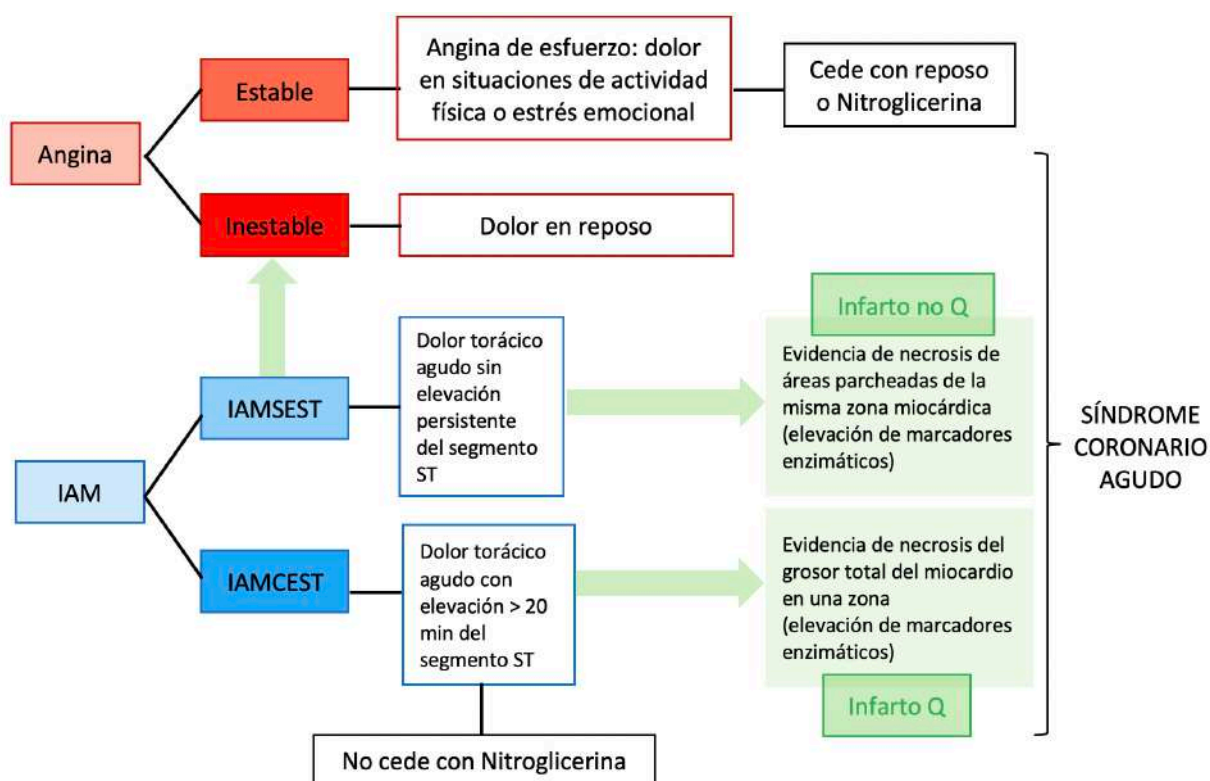 Angina
Estable
Angina de esfuerzo: dolor
en situaciones de actividad
física o estrés emocional
Cede con reposo
o Nitroglicerina
Inestable
Dolor en reposo
IAM
IAMSEST
Dolor torácico
agudo sin
elevación
persistente
del segmento
ST
Infarto no Q
Evidencia de necrosis de
áreas parcheadas de la
misma zona miocárdica
(elevación de marcadores
enzimáticos)
IAMCEST
Dolor torácico
agudo con
elevación > 20
min del
segmento ST
Evidencia de necrosis del
grosor total del miocardio
en una zona
(elevación de marcadores
enzimáticos)
Infarto Q
No cede con Nitroglicerina
SÍNDROME
CORONARIO
AGUDO